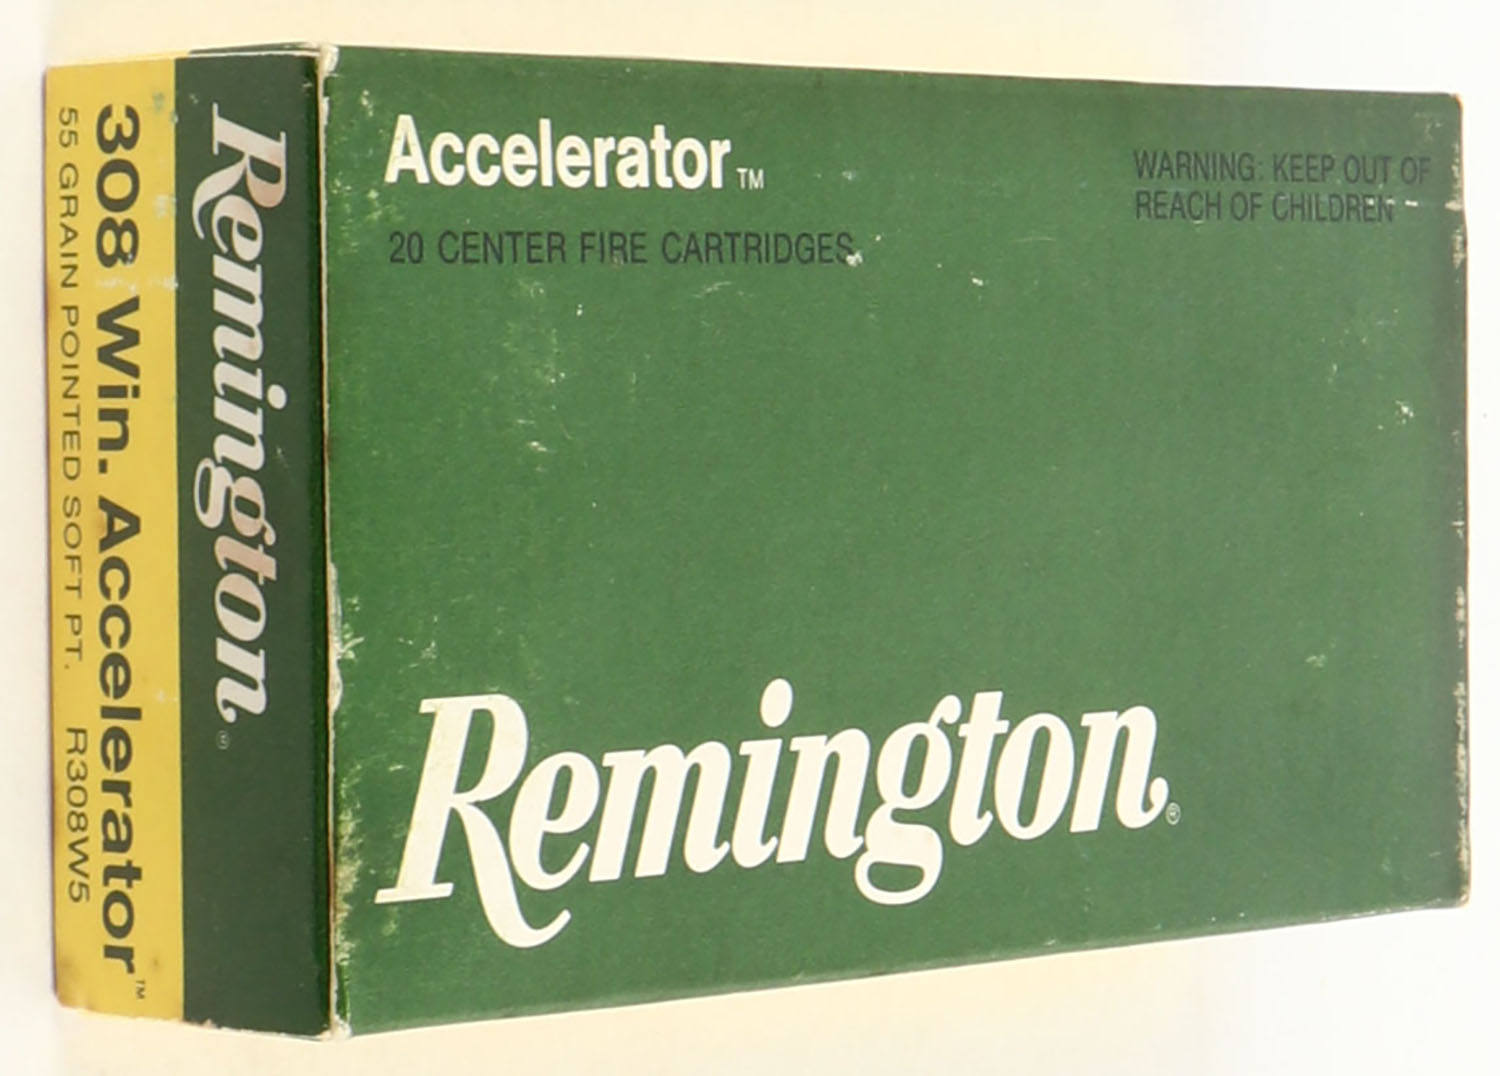 Accelerator™
20 CENTER FIRE CARTRIDGES
WARNING: KEEP OUT OF
REACH OF CHILDREN
Remington®
Remington®
308 Win. Accelerator™
55 GRAIN POINTED SOFT PT. R308W5